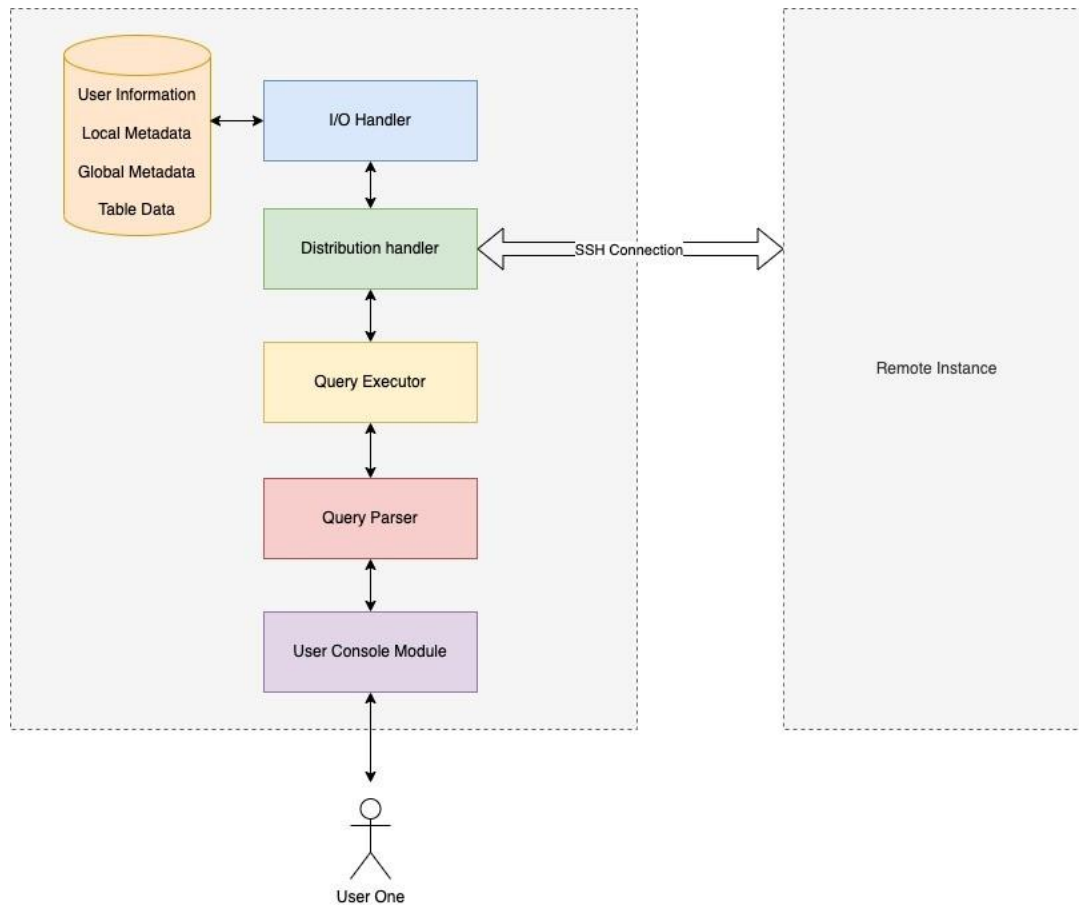 User Information
Local Metadata
Global Metadata
Table Data
I/O Handler
Distribution handler
SSH Connection
Query Executor
Remote Instance
Query Parser
User Console Module
User One